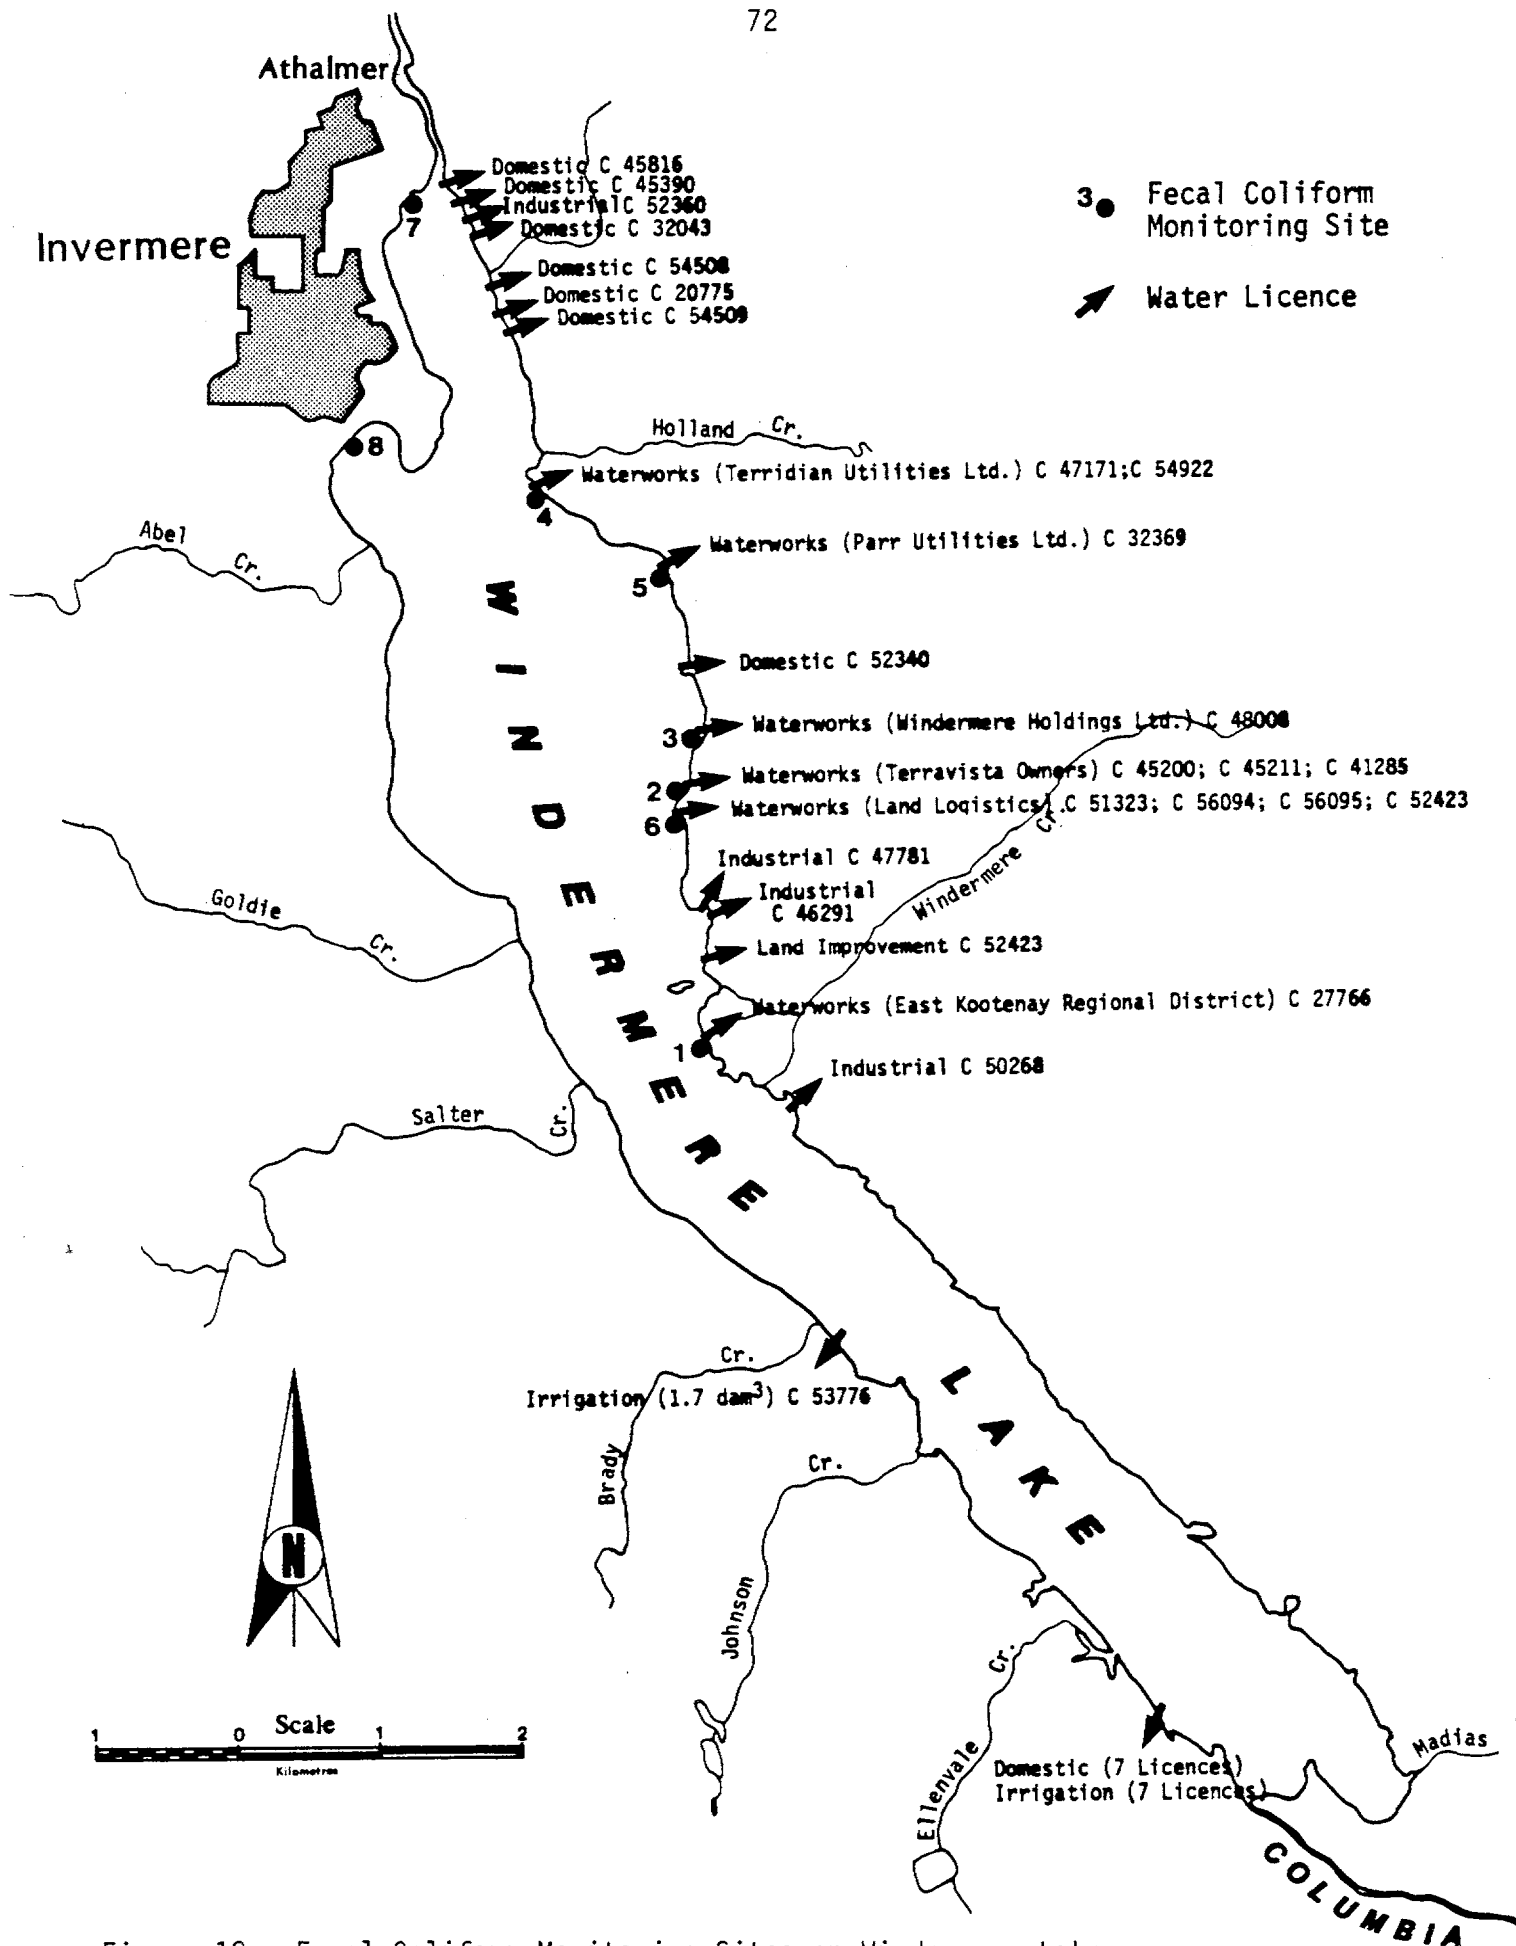 72
Athalmer
Invermere
Domestic C 45816
Domestic C 45390
Industrial C 52360
Domestic C 32043
Domestic C 54508
Domestic C 20775
Domestic C 54509
7
3 Fecal Coliform
Monitoring Site
Water Licence
8
Holland Cr.
Waterworks (Terridian Utilities Ltd.) C 47171;C 54922
4
Abel Cr.
Waterworks (Parr Utilities Ltd.) C 32369
5
Domestic C 52340
3
Waterworks (Windermere Holdings Ltd.) C 48008
2
Waterworks (Terravista Owners) C 45200; C 45211; C 41285
6
Waterworks (Land Logistics) C 51323; C 56094; C 56095; C 52423
Industrial C 47781
Industrial
C 46291
Windermere Cr.
Goldie Cr.
Land Improvement C 52423
Waterworks (East Kootenay Regional District) C 27766
1
Industrial C 50268
WINDERMERE LAKE
Salter Cr.
Brady Cr.
Irrigation (1.7 dam³) C 53776
Johnson Cr.
N
Scale
1 0 1 2
Kilometres
Ellenvale Cr.
Domestic (7 Licences)
Irrigation (7 Licences)
Madias
COLUMBIA